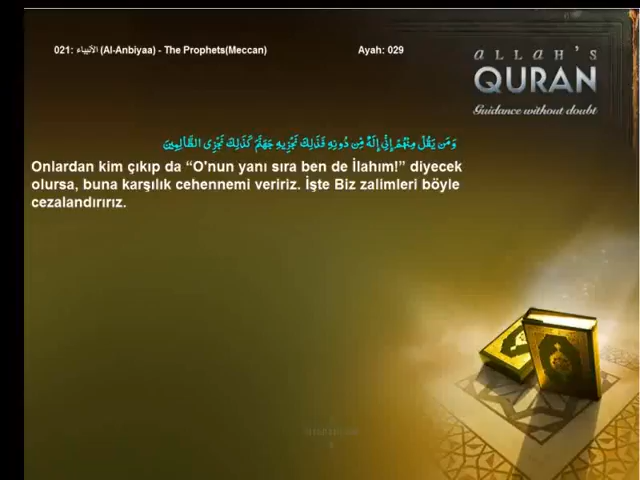 021: الأنبياء (Al-Anbiyaa) - The Prophets(Meccan) Ayah: 029
ALLAH'S
QURAN
Guidance without doubt
وَمَن يَقُلْ مِنْهُمْ إِنِّي إِلَهٌ مِّن دُونِهِ فَذَلِكَ نَجْزِيهِ جَهَنَّمَ كَذَلِكَ نَجْزِي الظَّالِمِينَ
Onlardan kim çıkıp da “O'nun yanı sıra ben de İlahım!” diyecek
olursa, buna karşılık cehennemi veririz. İşte Biz zalimleri böyle
cezalandırırız.